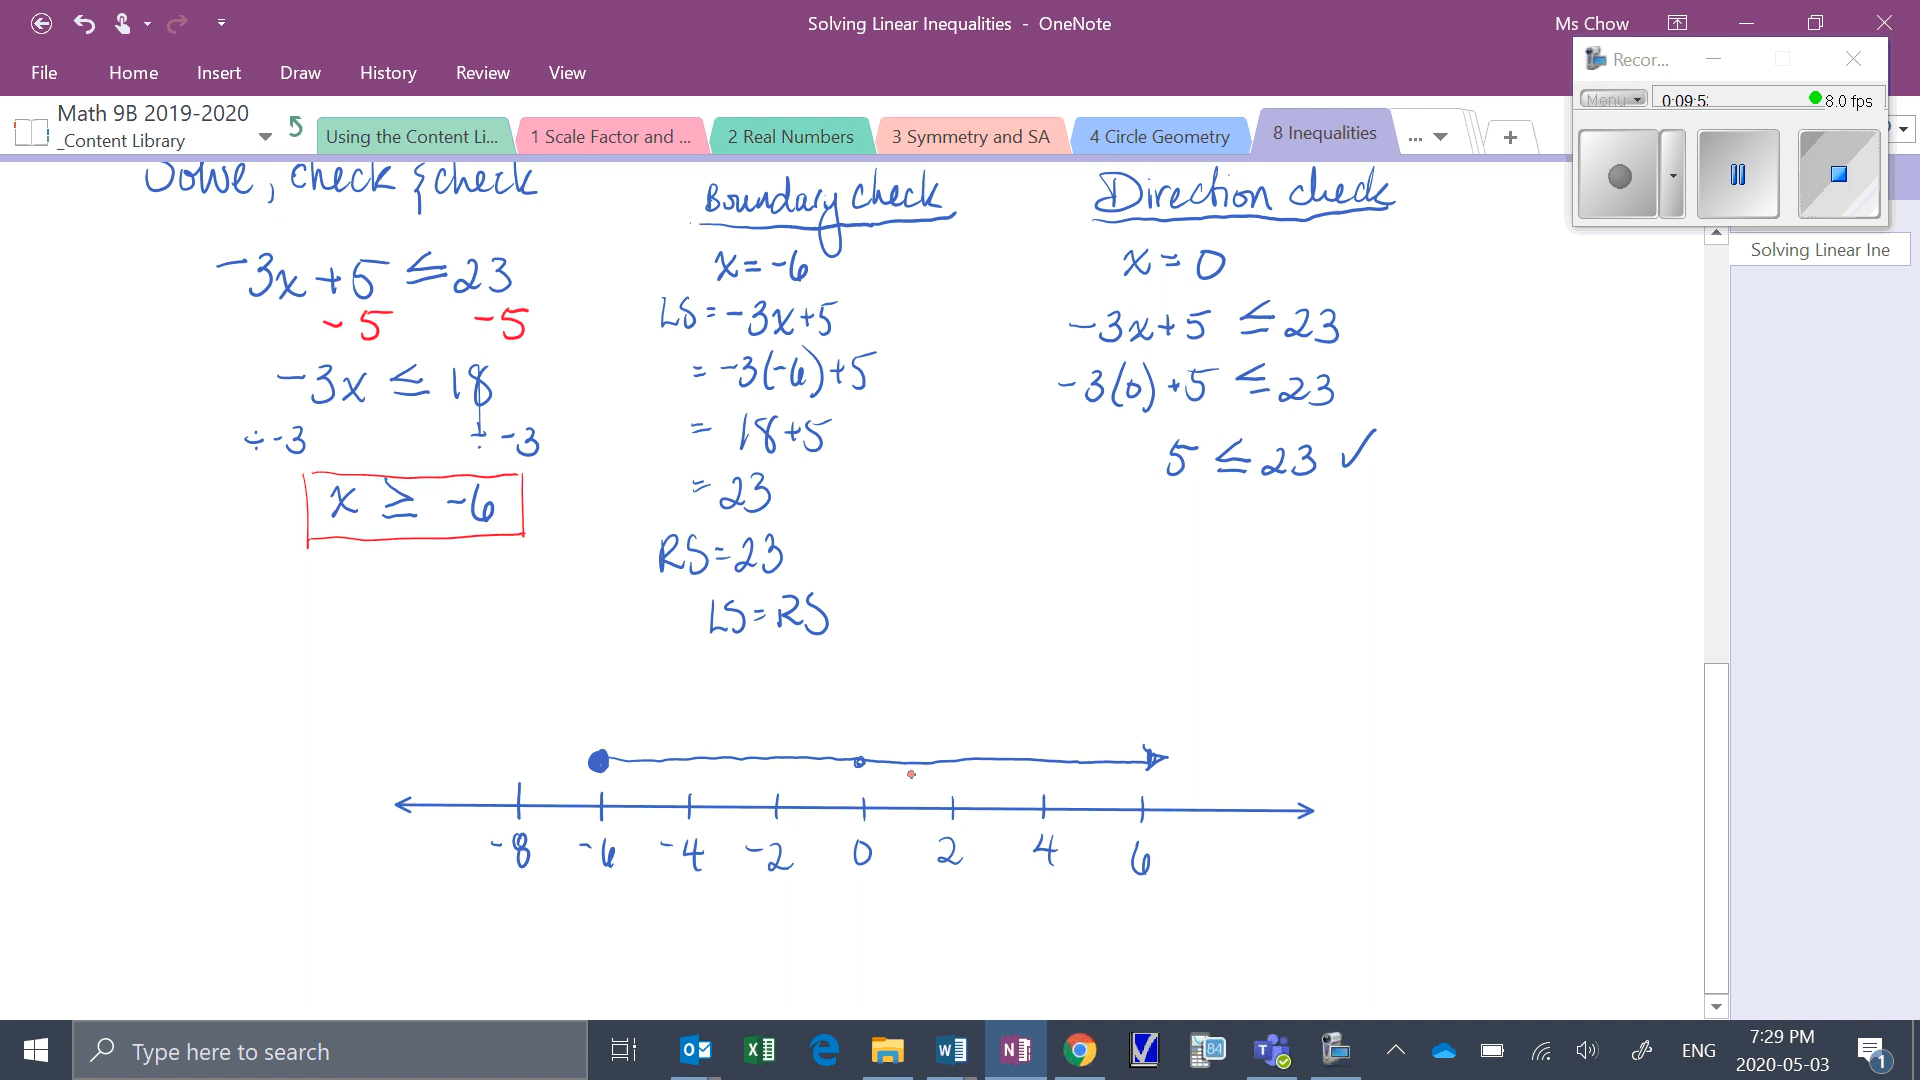 Solving Linear Inequalities - OneNote
Ms Chow
File Home Insert Draw History Review View
Recor...
Menu 0:09:5 8.0 fps
Math 9B 2019-2020
_Content Library
Using the Content Li...
1 Scale Factor and ...
2 Real Numbers
3 Symmetry and SA
4 Circle Geometry
8 Inequalities
...
+
Solving Linear Ine
Solve, check & check
-3x+5 ≤ 23
-5 -5
-3x ≤ 18
÷-3 ÷-3
x ≥ -6
Boundary check
x = -6
LS = -3x+5
= -3(-6)+5
= 18+5
= 23
RS = 23
LS = RS
Direction check
x = 0
-3x+5 ≤ 23
-3(0)+5 ≤ 23
5 ≤ 23 ✓
-8 -6 -4 -2 0 2 4 6
Type here to search
84
ENG
7:29 PM
2020-05-03
1